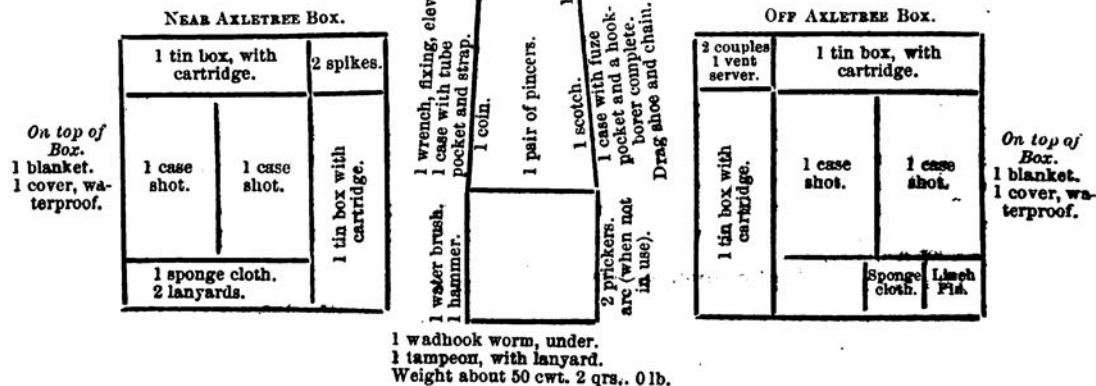 NEAR AXLETREE BOX.
1 tin box, with
cartridge.
2 spikes.
On top of
Box.
1 blanket.
1 cover, wa-
terproof.
1 case
shot.
1 case
shot.
1 tin box with
cartridge.
1 sponge cloth.
2 lanyards.
1 wrench, fixing, elev
1 case with tube
pocket and strap.
1 coin.
1 pair of pincers.
1 scotch.
1 case with fuze
pocket and a hook-
borer complete.
Drag shoe and chain.
1 water brush.
1 hammer.
2 prickers.
arc (when not
in use).
1 wadhook worm, under.
1 tampeon, with lanyard.
Weight about 50 cwt. 2 qrs., 0 lb.
OFF AXLETREE BOX.
2 couples
1 vent
server.
1 tin box, with
cartridge.
1 tin box with
cartridge.
1 case
shot.
1 case
shot.
Sponge
cloth.
Linch
Pin.
On top of
Box.
1 blanket.
1 cover, wa-
terproof.